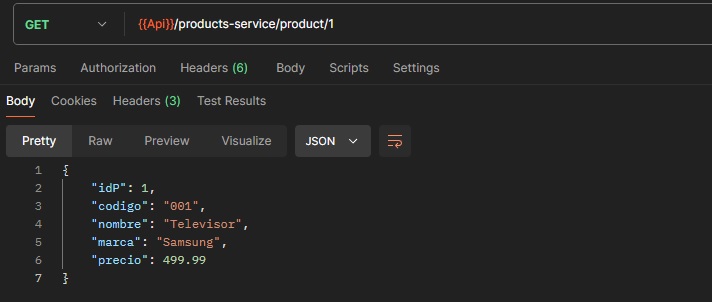 GET {{Api}}/products-service/product/1
Params Authorization Headers (6) Body Scripts Settings
Body Cookies Headers (3) Test Results
Pretty Raw Preview Visualize JSON
1 {
2 "idP": 1,
3 "codigo": "001",
4 "nombre": "Televisor",
5 "marca": "Samsung",
6 "precio": 499.99
7 }